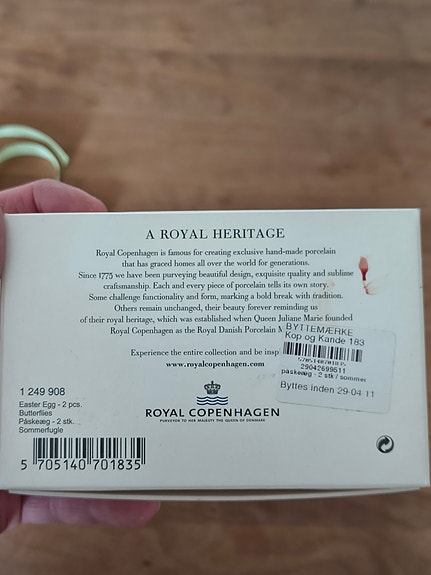 A ROYAL HERITAGE
Royal Copenhagen is famous for creating exclusive hand-made porcelain
that has graced homes all over the world for generations.
Since 1775 we have been purveying beautiful design, exquisite quality and sublime
craftsmanship. Each and every piece of porcelain tells its own story.
Some challenge functionality and form, marking a bold break with tradition.
Others remain unchanged, their beauty forever reminding us
of their royal heritage, which was established when Queen Juliane Marie founded
Royal Copenhagen as the Royal Danish Porcelain M
Experience the entire collection and be insp
www.royalcopenhagen.com
BYTTEMÆRKE
Kop og Kande 183
5705140701835
29042699511
påskeæg - 2 stk / sommer
Byttes inden 29-04 11
1 249 908
Easter Egg - 2 pcs.
Butterflies
Påskeæg - 2 stk.
Sommerfugle
5 705140 701835
ROYAL COPENHAGEN
PURVEYOR TO HER MAJESTY THE QUEEN OF DENMARK